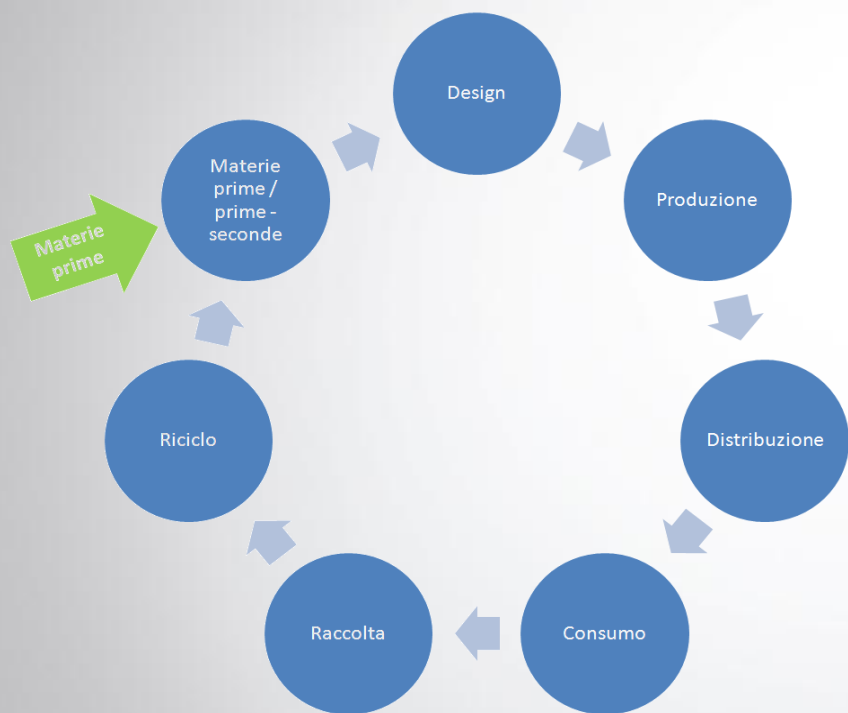 Design
Produzione
Distribuzione
Consumo
Raccolta
Riciclo
Materie
prime /
prime -
seconde
Materie
prime